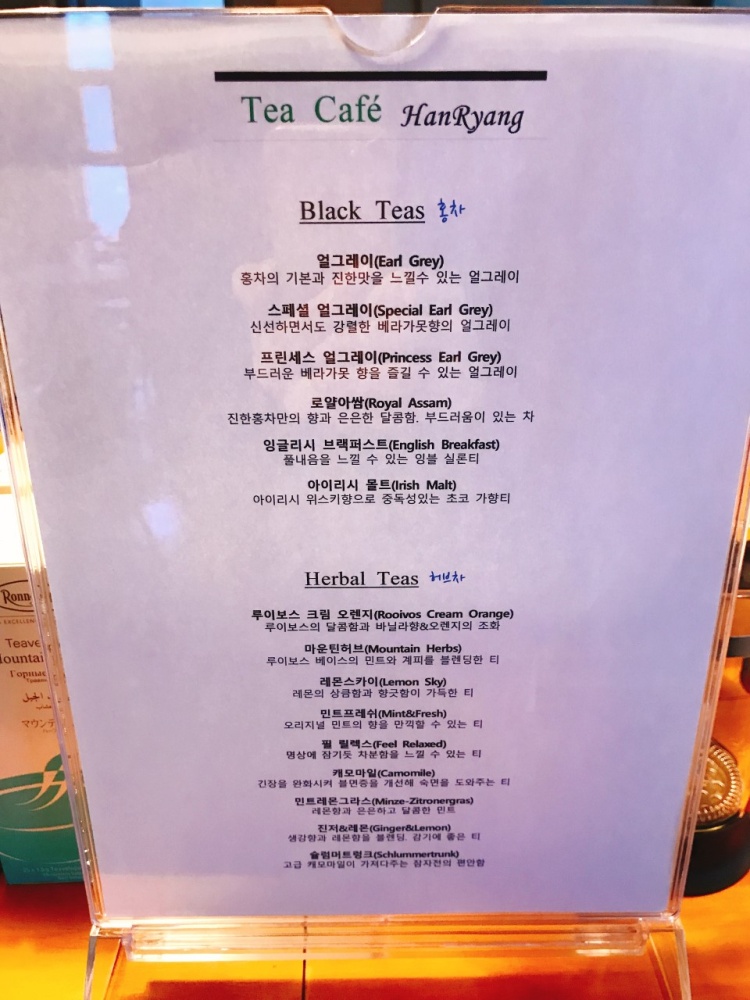 Tea Café HanRyang
Black Teas 홍차
얼그레이(Earl Grey)
홍차의 기본과 진한맛을 느낄수 있는 얼그레이
스페셜 얼그레이(Special Earl Grey)
신선하면서도 강렬한 베라가못향의 얼그레이
프린세스 얼그레이(Princess Earl Grey)
부드러운 베라가못 향을 즐길 수 있는 얼그레이
로얄아쌈(Royal Assam)
진한홍차만의 향과 은은한 달콤함. 부드러움이 있는 차
잉글리시 브랙퍼스트(English Breakfast)
풀내음을 느낄 수 있는 잉블 실론티
아이리시 몰트(Irish Malt)
아이리시 위스키향으로 중독성있는 초코 가향티
Herbal Teas 허브차
루이보스 크림 오렌지(Rooivos Cream Orange)
루이보스의 달콤함과 바닐라향&오렌지의 조화
마운틴허브(Mountain Herbs)
루이보스 베이스의 민트와 계피를 블렌딩한 티
레몬스카이(Lemon Sky)
레몬의 상큼함과 향긋함이 가득한 티
민트프레쉬(Mint&Fresh)
오리지널 민트의 향을 만끽할 수 있는 티
필 릴렉스(Feel Relaxed)
명상에 잠기듯 차분함을 느낄 수 있는 티
캐모마일(Camomile)
긴장을 완화시켜 불면증을 개선해 숙면을 도와주는 티
민트레몬그라스(Minze-Zitronergras)
레몬향과 은은하고 달콤한 민트
진저&레몬(Ginger&Lemon)
생강향과 레몬향을 블렌딩. 감기에 좋은 티
슐럼머트렁크(Schlummertrunk)
고급 캐모마일이 가져다주는 잠자전의 편안함
Ronn
Teave
ountai
マウンテ